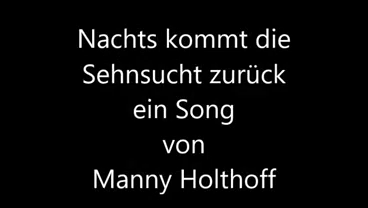 Nachts kommt die
Sehnsucht zurück
ein Song
von
Manny Holthoff